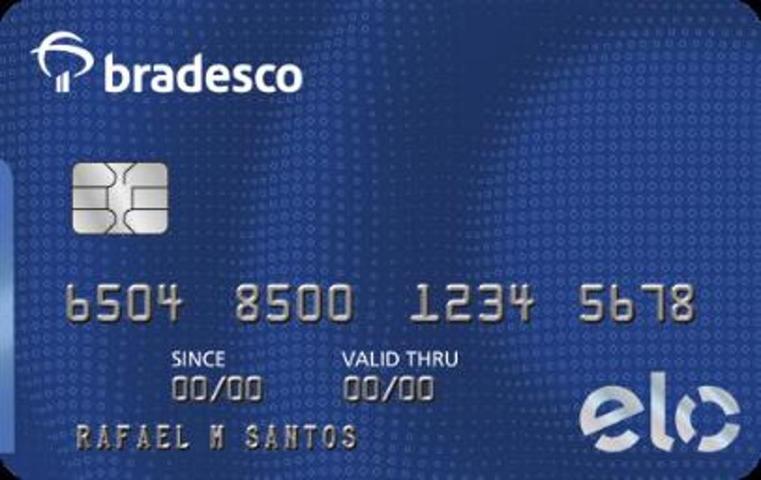 bradesco
6504 8500 1234 5678
SINCE VALID THRU
00/00 00/00
RAFAEL M SANTOS
elo